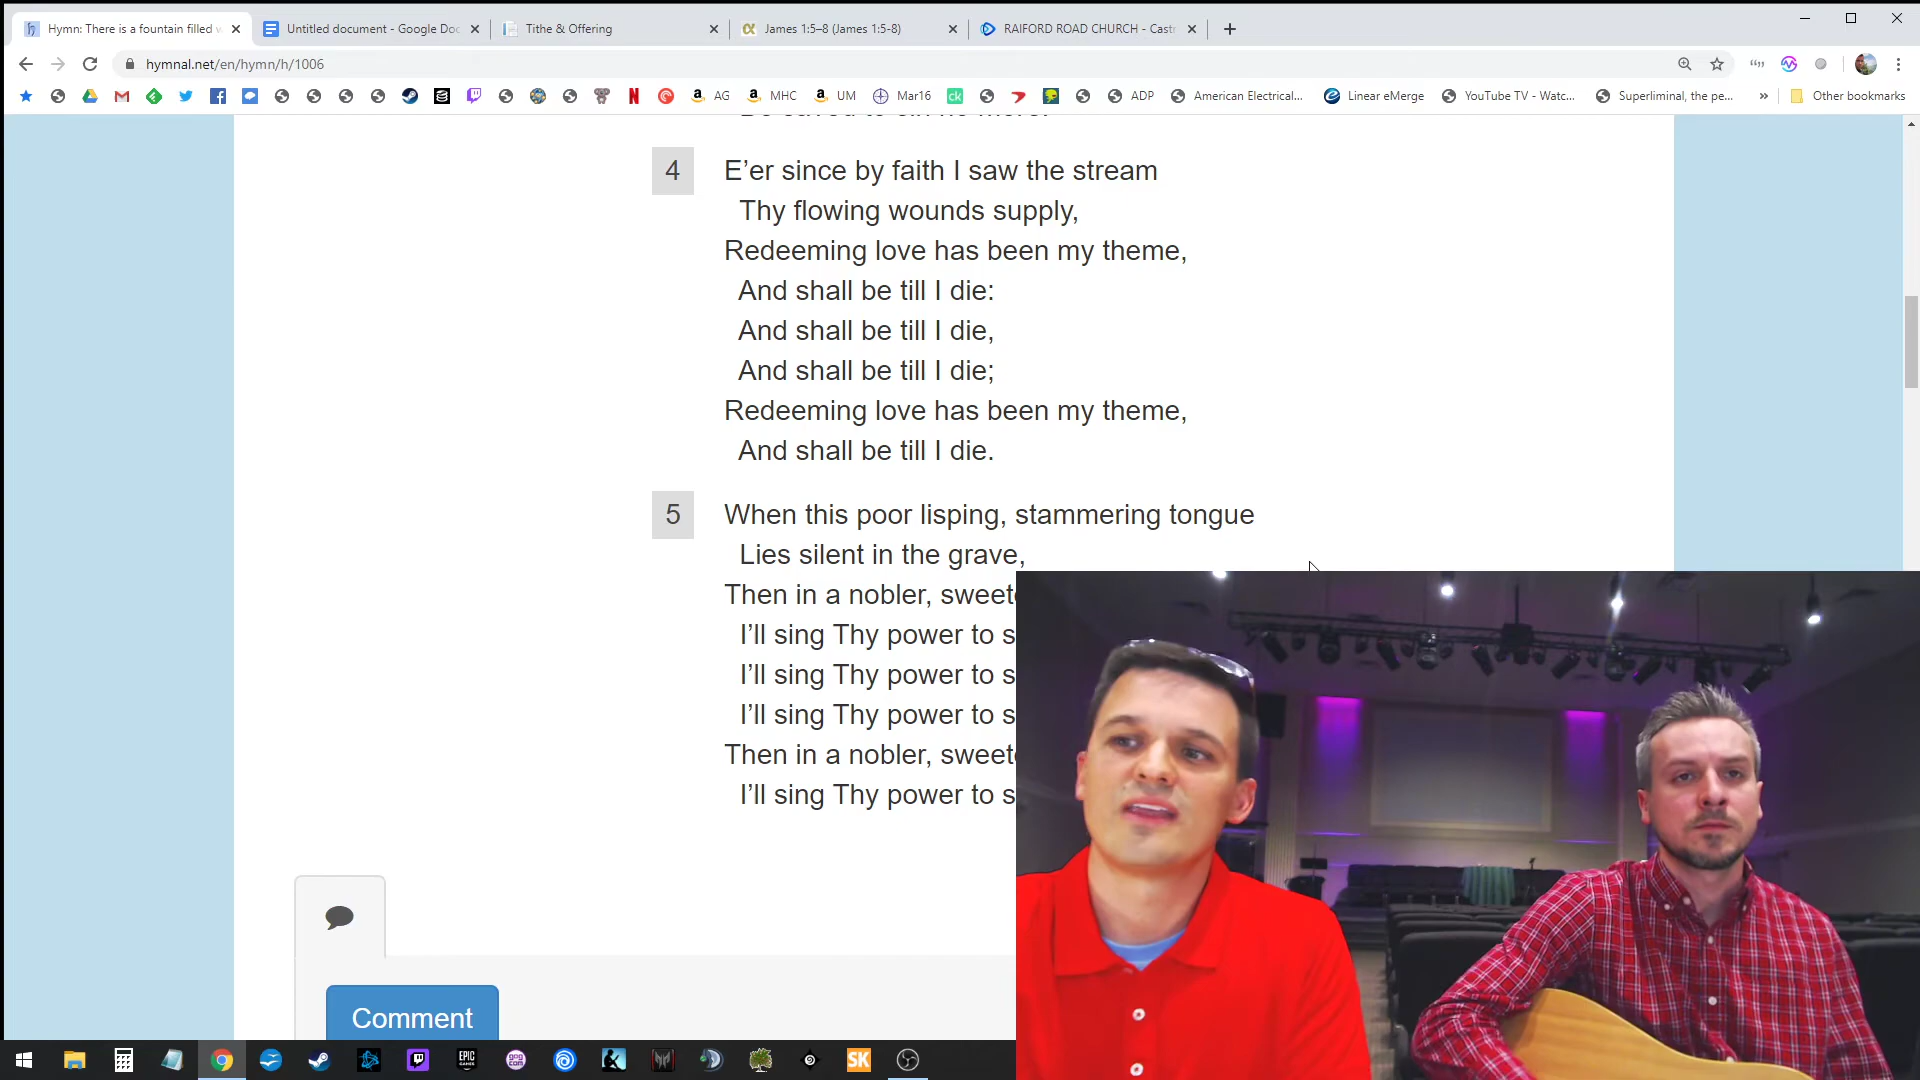 Hymn: There is a fountain filled
Untitled document - Google Doc
Tithe & Offering
James 1:5–8 (James 1:5-8)
RAIFORD ROAD CHURCH - Cast
hymnal.net/en/hymn/h/1006
AG
MHC
UM
Mar16
ck
ADP
American Electrical...
Linear eMerge
YouTube TV - Watc...
Superliminal, the pe...
»
Other bookmarks
4
E’er since by faith I saw the stream
Thy flowing wounds supply,
Redeeming love has been my theme,
And shall be till I die:
And shall be till I die,
And shall be till I die;
Redeeming love has been my theme,
And shall be till I die.
5
When this poor lisping, stammering tongue
Lies silent in the grave,
Then in a nobler, sweet
I’ll sing Thy power to s
I’ll sing Thy power to s
I’ll sing Thy power to s
Then in a nobler, sweet
I’ll sing Thy power to s
Comment
EPIC
GAMES
gog
com
SK